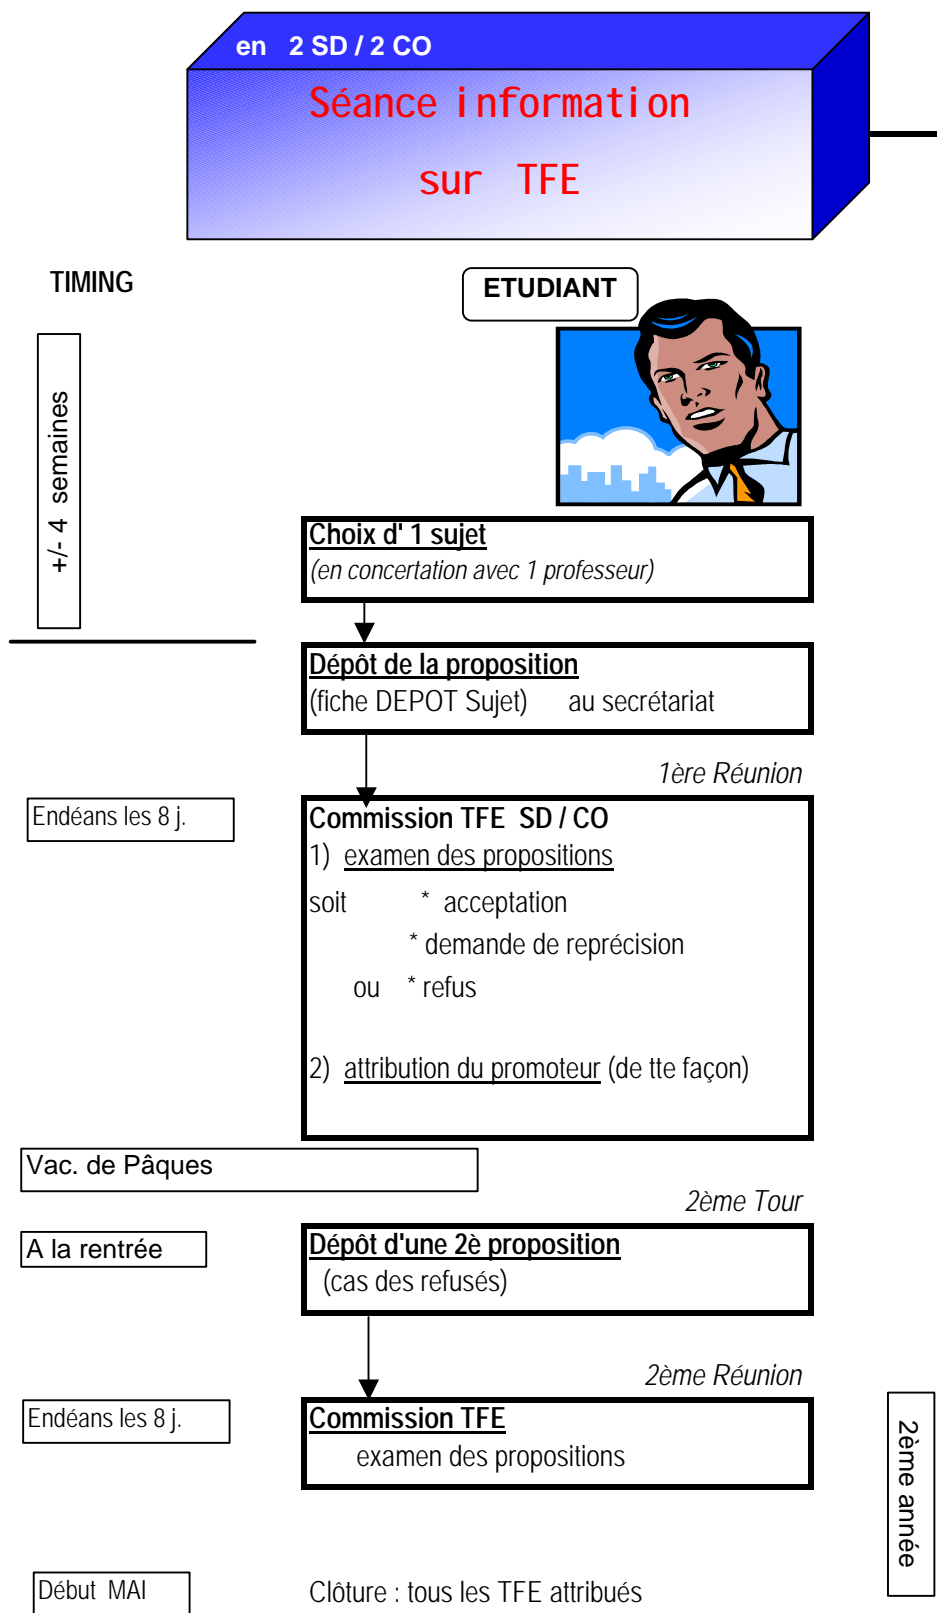 en 2 SD / 2 CO
Séance information
sur TFE
TIMING
ETUDIANT
+/- 4 semaines
Choix d' 1 sujet
(en concertation avec 1 professeur)
Dépôt de la proposition
(fiche DEPOT Sujet) au secrétariat
1ère Réunion
Endéans les 8 j.
Commission TFE SD / CO
1) examen des propositions
soit * acceptation
* demande de reprécision
ou * refus
2) attribution du promoteur (de tte façon)
Vac. de Pâques
2ème Tour
A la rentrée
Dépôt d'une 2è proposition
(cas des refusés)
2ème Réunion
Endéans les 8 j.
Commission TFE
examen des propositions
2ème année
Début MAI
Clôture : tous les TFE attribués